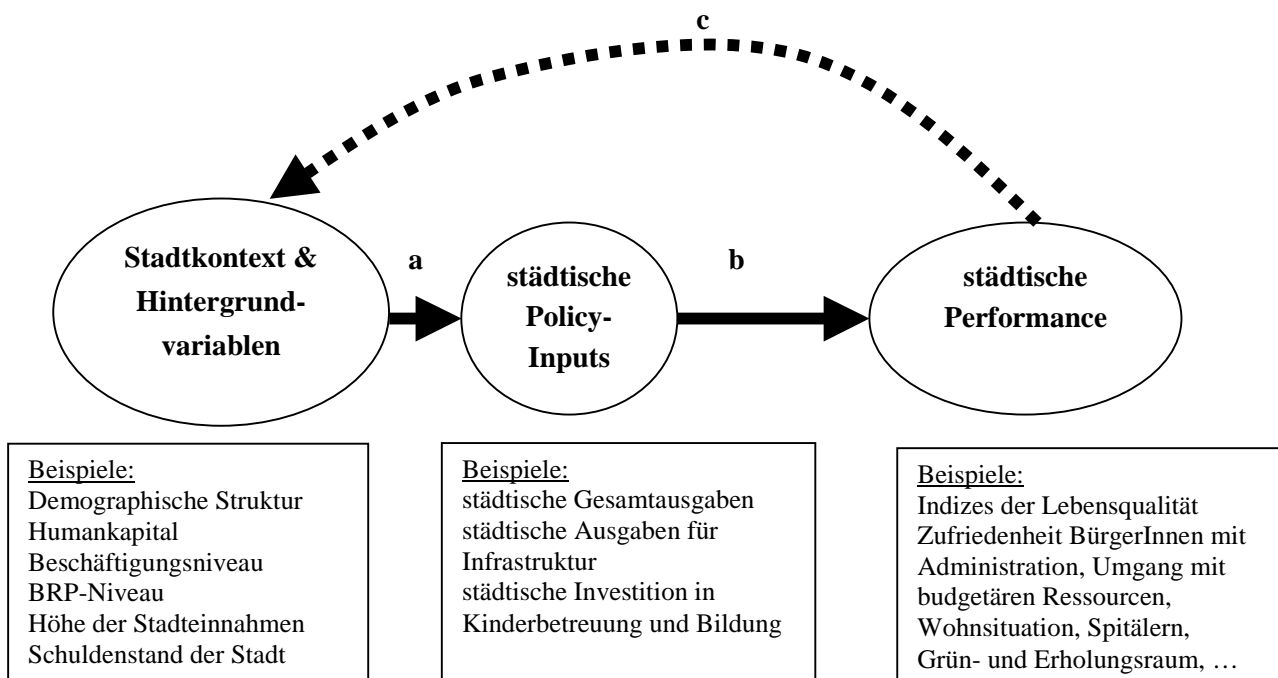 c
Stadtkontext &
Hintergrund-
variablen
a
städtische
Policy-
Inputs
b
städtische
Performance
Beispiele:
Demographische Struktur
Humankapital
Beschäftigungsniveau
BRP-Niveau
Höhe der Stadteinnahmen
Schuldenstand der Stadt
Beispiele:
städtische Gesamtausgaben
städtische Ausgaben für
Infrastruktur
städtische Investition in
Kinderbetreuung und Bildung
Beispiele:
Indizes der Lebensqualität
Zufriedenheit BürgerInnen mit
Administration, Umgang mit
budgetären Ressourcen,
Wohnsituation, Spitälern,
Grün- und Erholungsraum, …